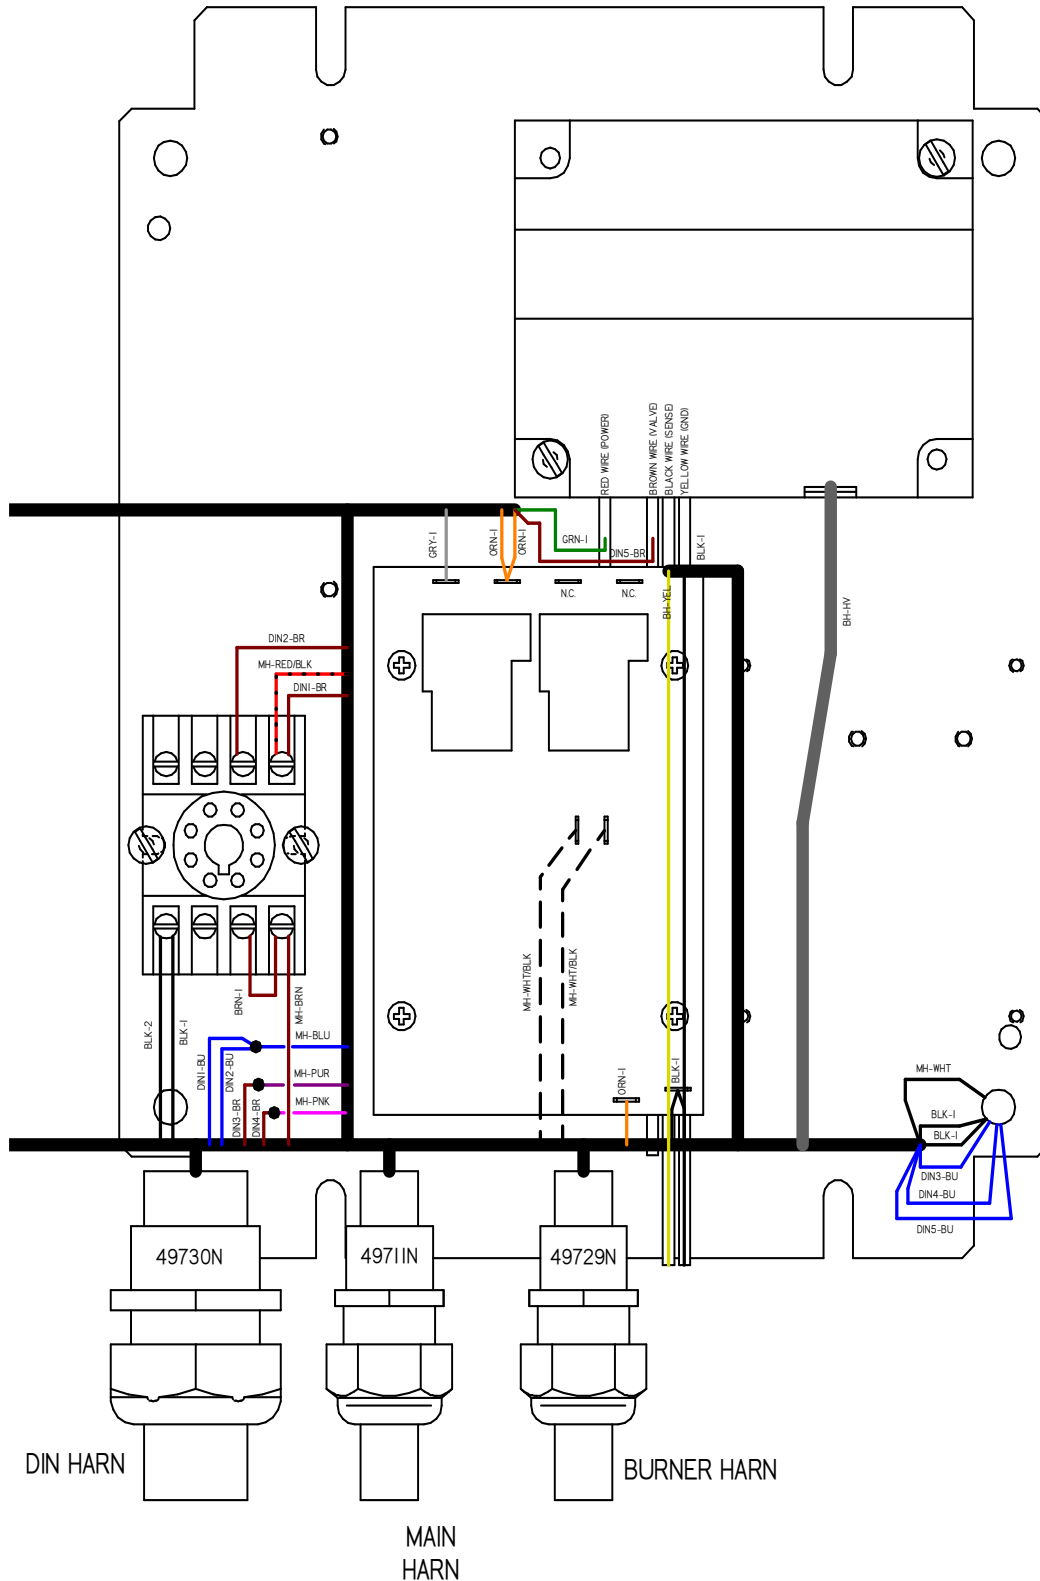 RED WIRE (POWER)
BROWN WIRE (VALVE)
BLACK WIRE (SENSE)
YELLOW WIRE (GND)
GRY-1
ORN-1
ORN-1
GRN-1
DIN5-BR
BLK-1
N.C.
N.C.
BH-YEL
BH-HV
DIN2-BR
MH-RED/BLK
DIN1-BR
MH-WHT/BLK
MH-WHT/BLK
BRN-1
MH-BRN
BLK-2
BLK-1
DIN1-BU
DIN2-BU
MH-BLU
MH-PUR
MH-PNK
DIN3-BR
DIN4-BR
ORN-1
BLK-1
MH-WHT
BLK-1
BLK-1
DIN3-BU
DIN4-BU
DIN5-BU
49730N
49711N
49729N
DIN HARN
BURNER HARN
MAIN
HARN